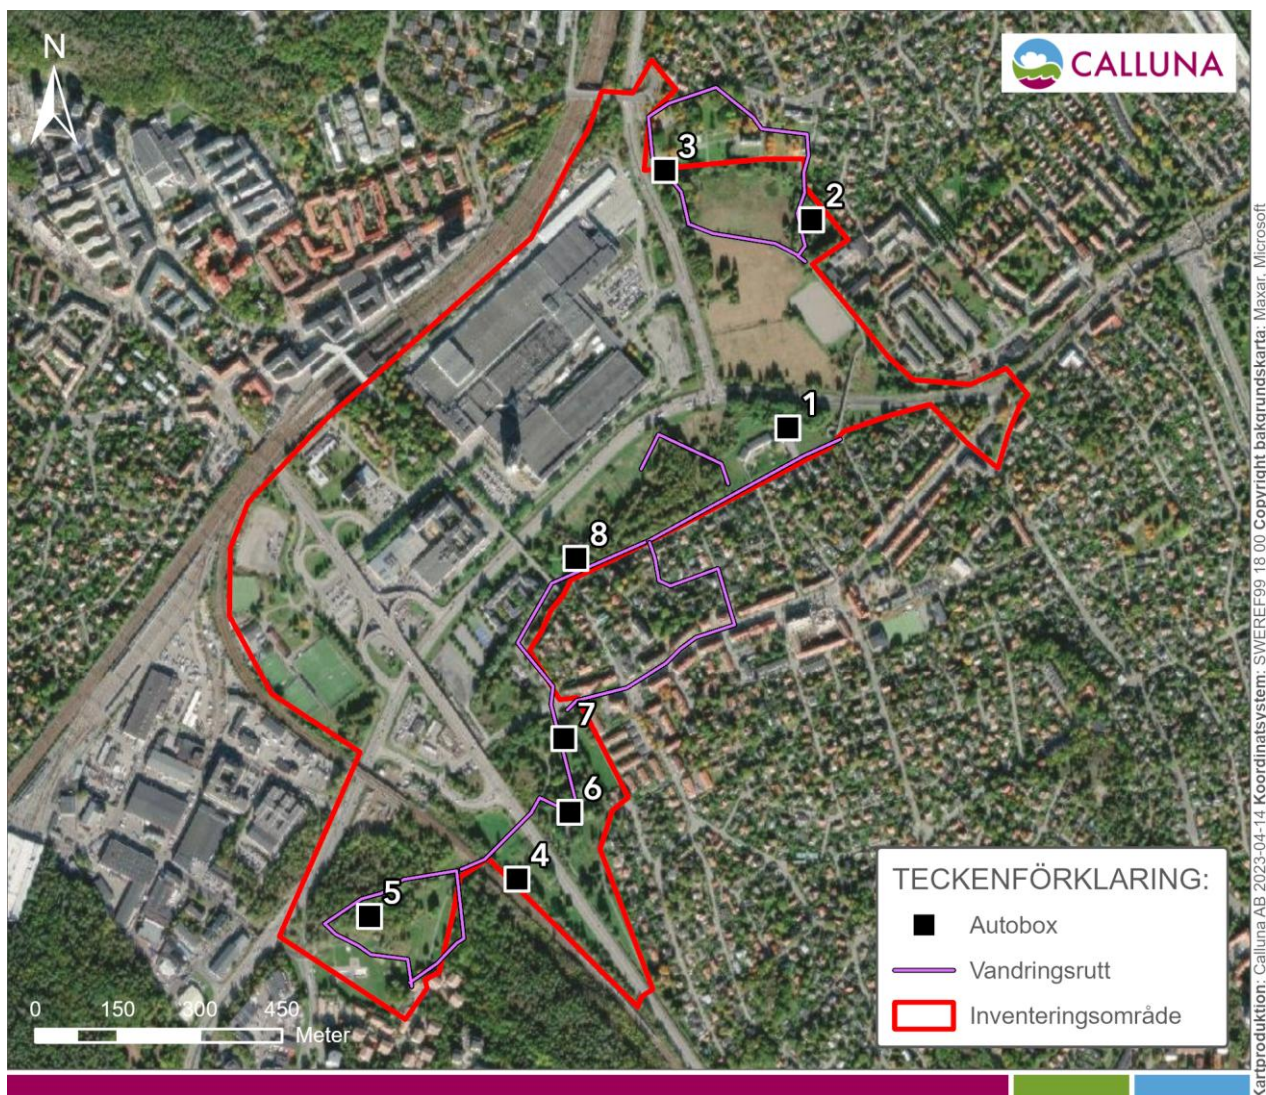 N
CALLUNA
3
2
1
8
7
6
4
5
0 150 300 450
Meter
TECKENFÖRKLARING:
Autobox
Vandringsrutt
Inventeringsområde
Kartproduktion: Calluna AB 2023-04-14 Koordinatsystem: SWEREF99 18 00 Copyright bakgrundskarta: Maxar, Microsoft